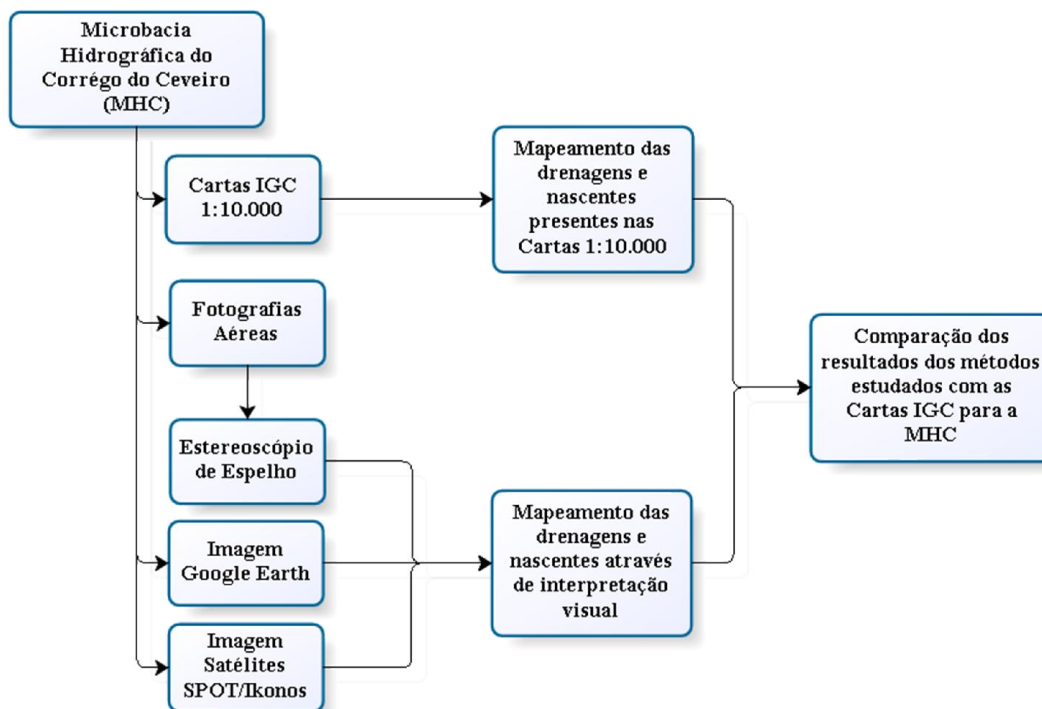 Microbacia
Hidrográfica do
Corrégo do Ceveiro
(MHC)
Cartas IGC
1:10.000
Mapeamento das
drenagens e
nascentes
presentes nas
Cartas 1:10.000
Fotografias
Aéreas
Estereoscópio
de Espelho
Imagem
Google Earth
Imagem
Satélites
SPOT/Ikonos
Mapeamento das
drenagens e
nascentes através
de interpretação
visual
Comparação dos
resultados dos métodos
estudados com as
Cartas IGC para a
MHC